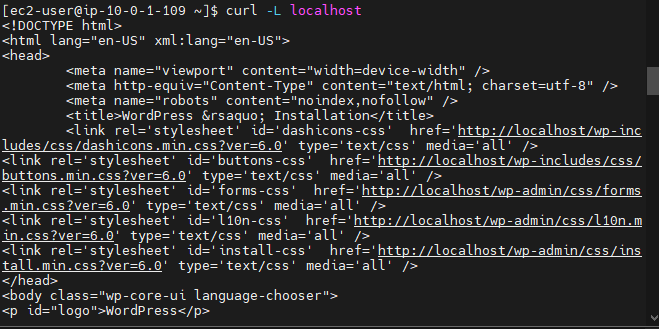 [ec2-user@ip-10-0-1-109 ~]$ curl -L localhost
<!DOCTYPE html>
<html lang="en-US" xml:lang="en-US">
<head>
        <meta name="viewport" content="width=device-width" />
        <meta http-equiv="Content-Type" content="text/html; charset=utf-8" />
        <meta name="robots" content="noindex,nofollow" />
        <title>WordPress &rsaquo; Installation</title>
        <link rel='stylesheet' id='dashicons-css'  href='http://localhost/wp-inc
ludes/css/dashicons.min.css?ver=6.0' type='text/css' media='all' />
<link rel='stylesheet' id='buttons-css'  href='http://localhost/wp-includes/css/
buttons.min.css?ver=6.0' type='text/css' media='all' />
<link rel='stylesheet' id='forms-css'  href='http://localhost/wp-admin/css/forms
.min.css?ver=6.0' type='text/css' media='all' />
<link rel='stylesheet' id='l10n-css'  href='http://localhost/wp-admin/css/l10n.m
in.css?ver=6.0' type='text/css' media='all' />
<link rel='stylesheet' id='install-css'  href='http://localhost/wp-admin/css/ins
tall.min.css?ver=6.0' type='text/css' media='all' />
</head>
<body class="wp-core-ui language-chooser">
<p id="logo">WordPress</p>